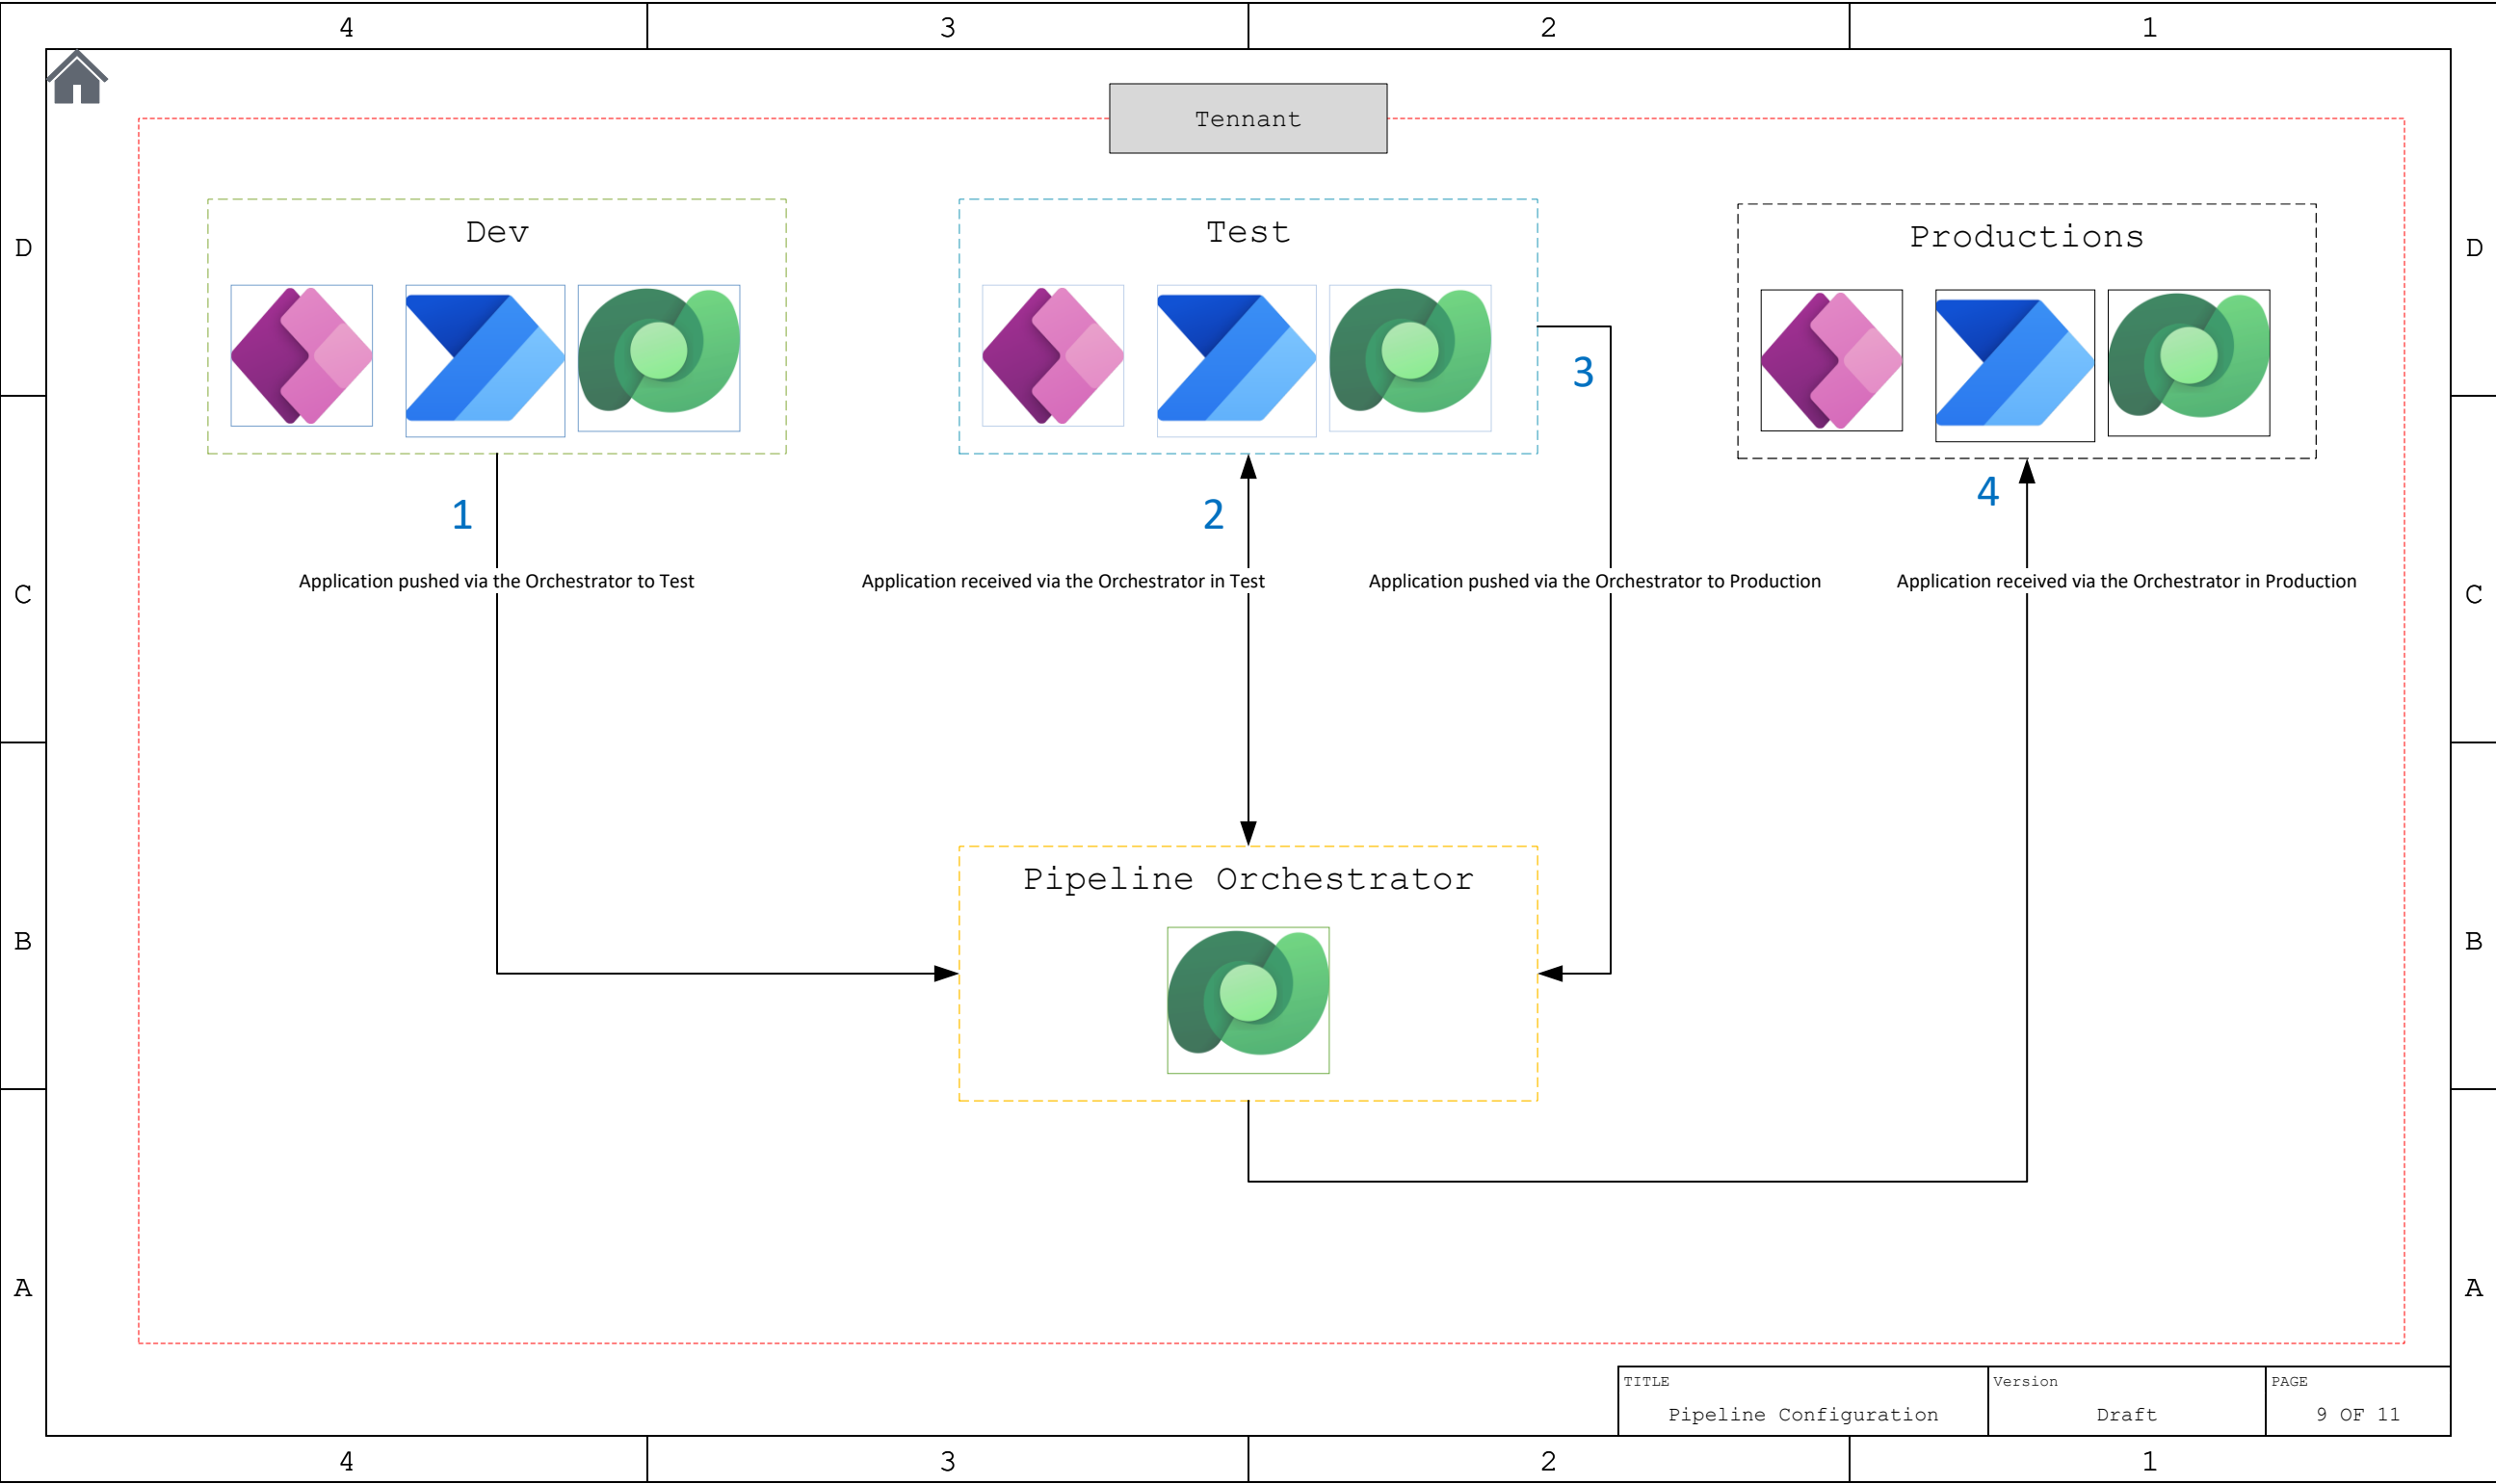 4 3 2 1
Tennant
Dev Test Productions
D D
3
1 2 4
Application pushed via the Orchestrator to Test
Application received via the Orchestrator in Test
Application pushed via the Orchestrator to Production
Application received via the Orchestrator in Production
C C
Pipeline Orchestrator
B B
A A
TITLE Version PAGE
Pipeline Configuration Draft 9 OF 11
4 3 2 1